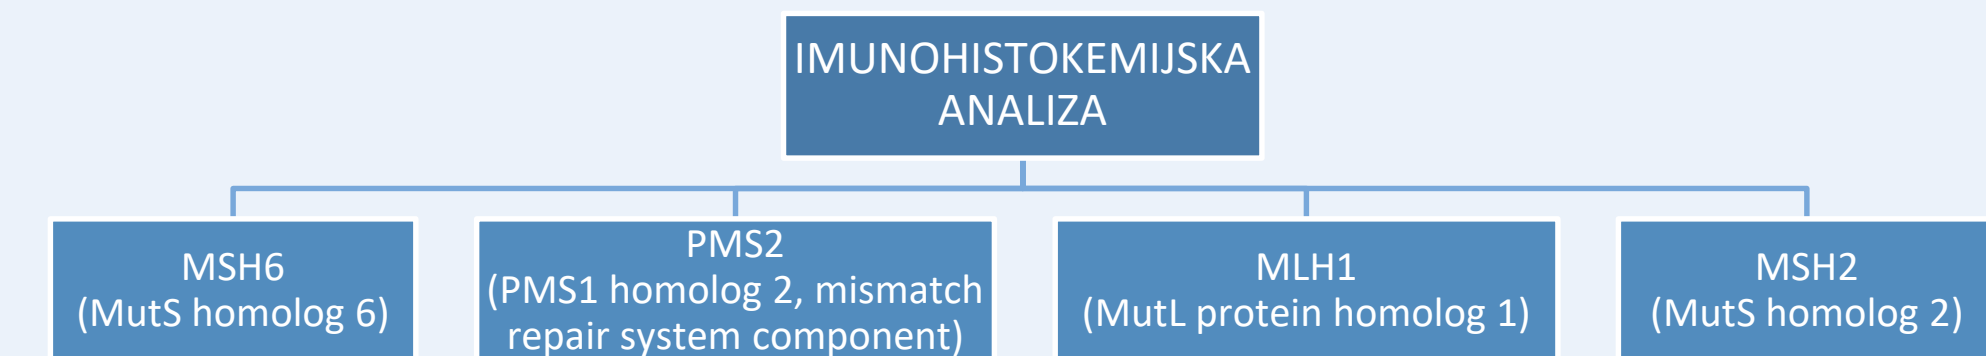 IMUNOHISTOKEMIJSKA
ANALIZA
MSH6
(MutS homolog 6)
PMS2
(PMS1 homolog 2, mismatch
repair system component)
MLH1
(MutL protein homolog 1)
MSH2
(MutS homolog 2)